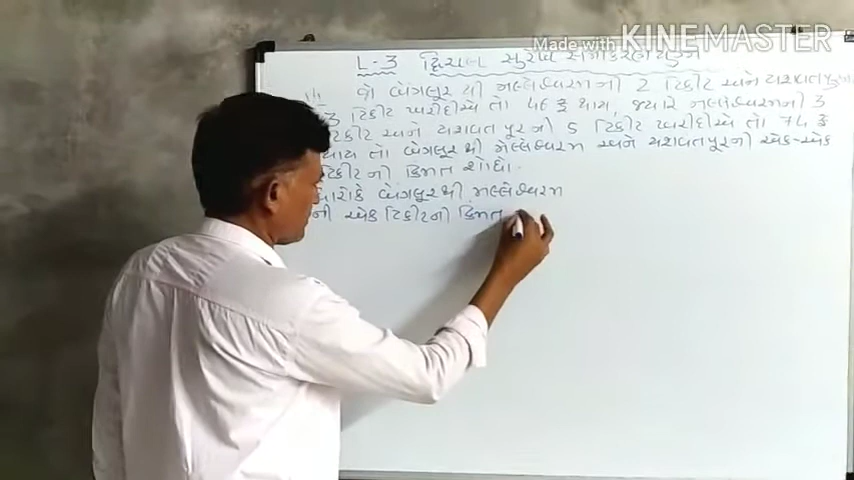 Made with KINEMASTER
L-3 દ્વિચલ સુરેખ સમીકરણયુગ્મ
જો બેંગલૂર થી મલ્લેશ્વરમની 2 ટિકીટ અને યશવંતપુરની
3 ટિકીટ ખરીદીએ તો 46 રૂ થાય, જ્યારે મલ્લેશ્વરમની 3
ટિકીટ અને યશવંતપૂરની 5 ટિકીટ ખરીદીએ તો 74 રૂ
થાય તો બેંગલૂરથી મલ્લેશ્વરમ અને યશવંતપૂરની એક-એક
ટિકીટની કિંમત શોધો.
ધારોકે બેંગલૂરથી મલ્લેશ્વરમ
ની એક ટિકીટની કિંમત